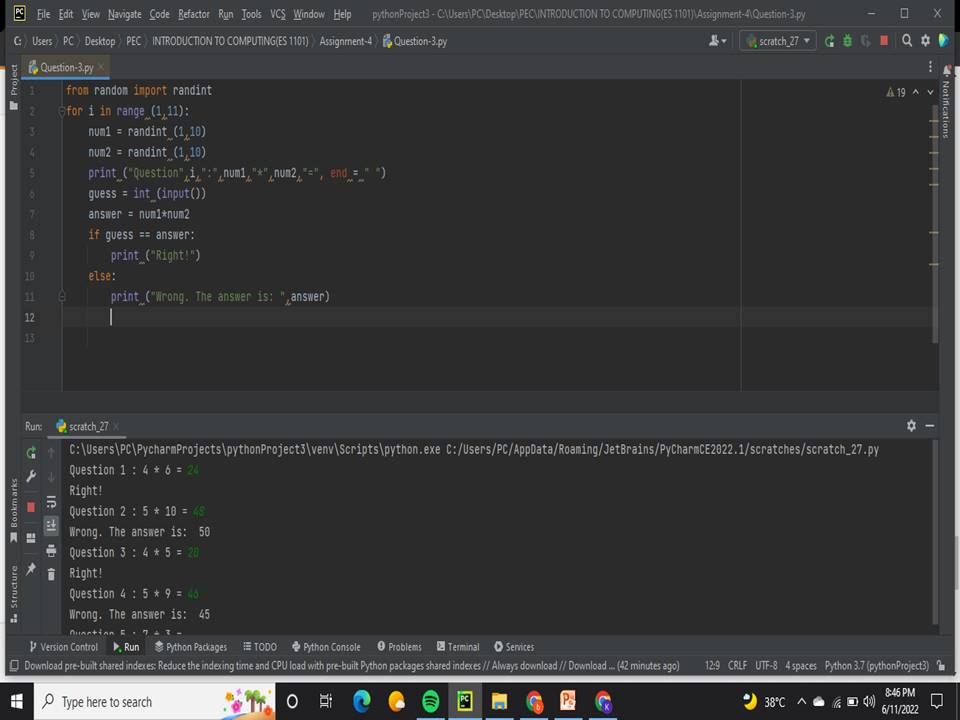 PC File Edit View Navigate Code Refactor Run Tools VCS Window Help pythonProject3 - C:\Users\PC\Desktop\PEC\INTRODUCTION TO COMPUTING(ES 1101)\Assignment-4\Question-3.py
C: Users PC Desktop PEC INTRODUCTION TO COMPUTING(ES 1101) Assignment-4 Question-3.py scratch_27
Project
Question-3.py
Notifications
19
1 from random import randint
2 for i in range (1,11):
3 num1 = randint (1,10)
4 num2 = randint (1,10)
5 print ("Question",i,":",num1,"*",num2,"=", end = " ")
6 guess = int (input())
7 answer = num1*num2
8 if guess == answer:
9 print ("Right!")
10 else:
11 print ("Wrong. The answer is: ",answer)
12
13
Run: scratch_27
C:\Users\PC\PycharmProjects\pythonProject3\venv\Scripts\python.exe C:/Users/PC/AppData/Roaming/JetBrains/PyCharmCE2022.1/scratches/scratch_27.py
Question 1 : 4 * 6 = 24
Right!
Question 2 : 5 * 10 = 48
Wrong. The answer is:  50
Question 3 : 4 * 5 = 20
Right!
Question 4 : 5 * 9 = 46
Wrong. The answer is:  45
Question 5 : 7 * 3 =
Bookmarks
Structure
Version Control Run Python Packages TODO Python Console Problems Terminal Services
Download pre-built shared indexes: Reduce the indexing time and CPU load with pre-built Python packages shared indexes // Always download // Download ... (42 minutes ago) 12:9 CRLF UTF-8 4 spaces Python 3.7 (pythonProject3)
Type here to search
38°C
8:46 PM
6/11/2022